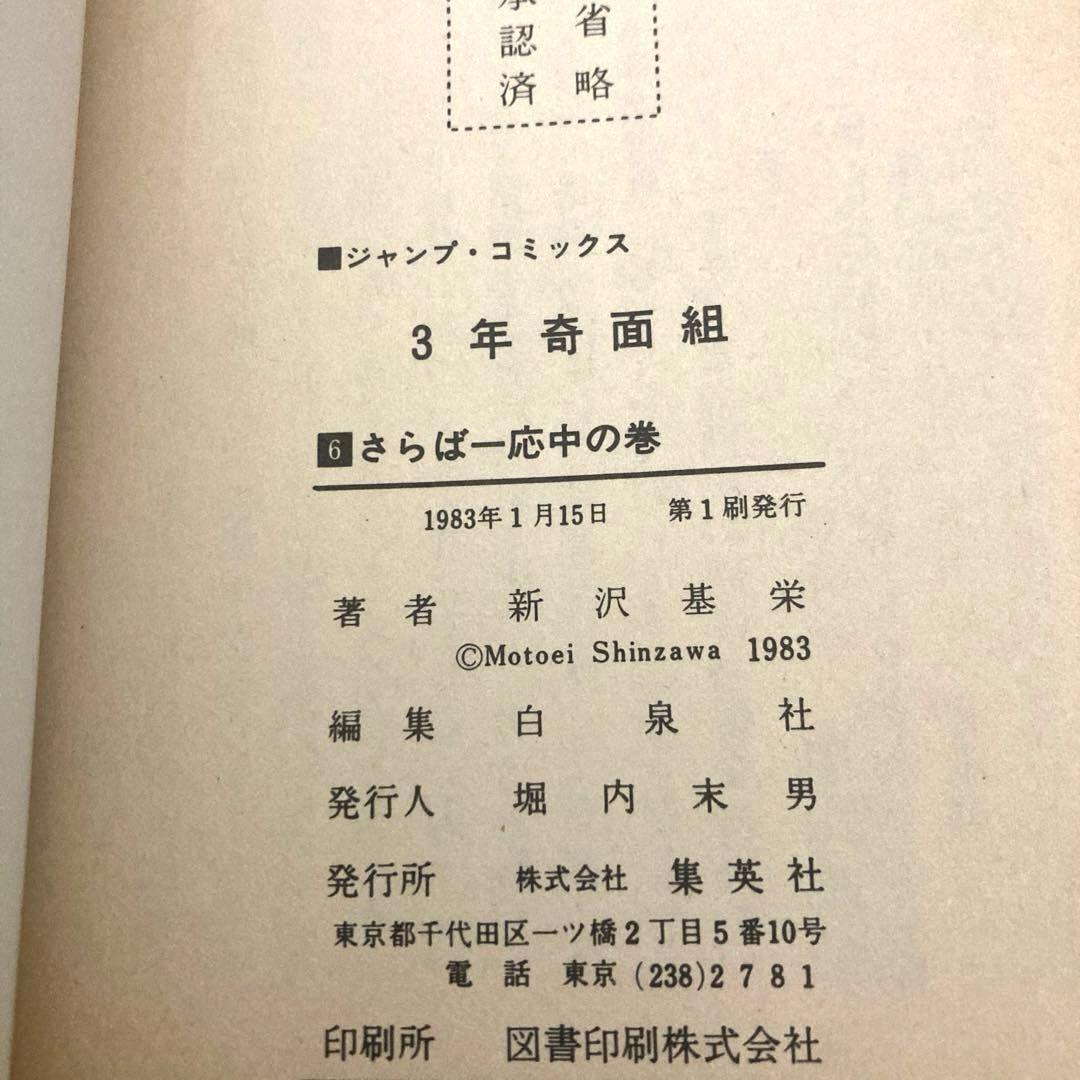 省略
承認済
■ジャンプ・コミックス
3年奇面組
6さらば一応中の巻
1983年1月15日 第1刷発行
著者 新沢基栄
©Motoei Shinzawa 1983
編集 白泉社
発行人 堀内末男
発行所 株式会社 集英社
東京都千代田区一ツ橋2丁目5番10号
電話 東京(238)2781
印刷所 図書印刷株式会社